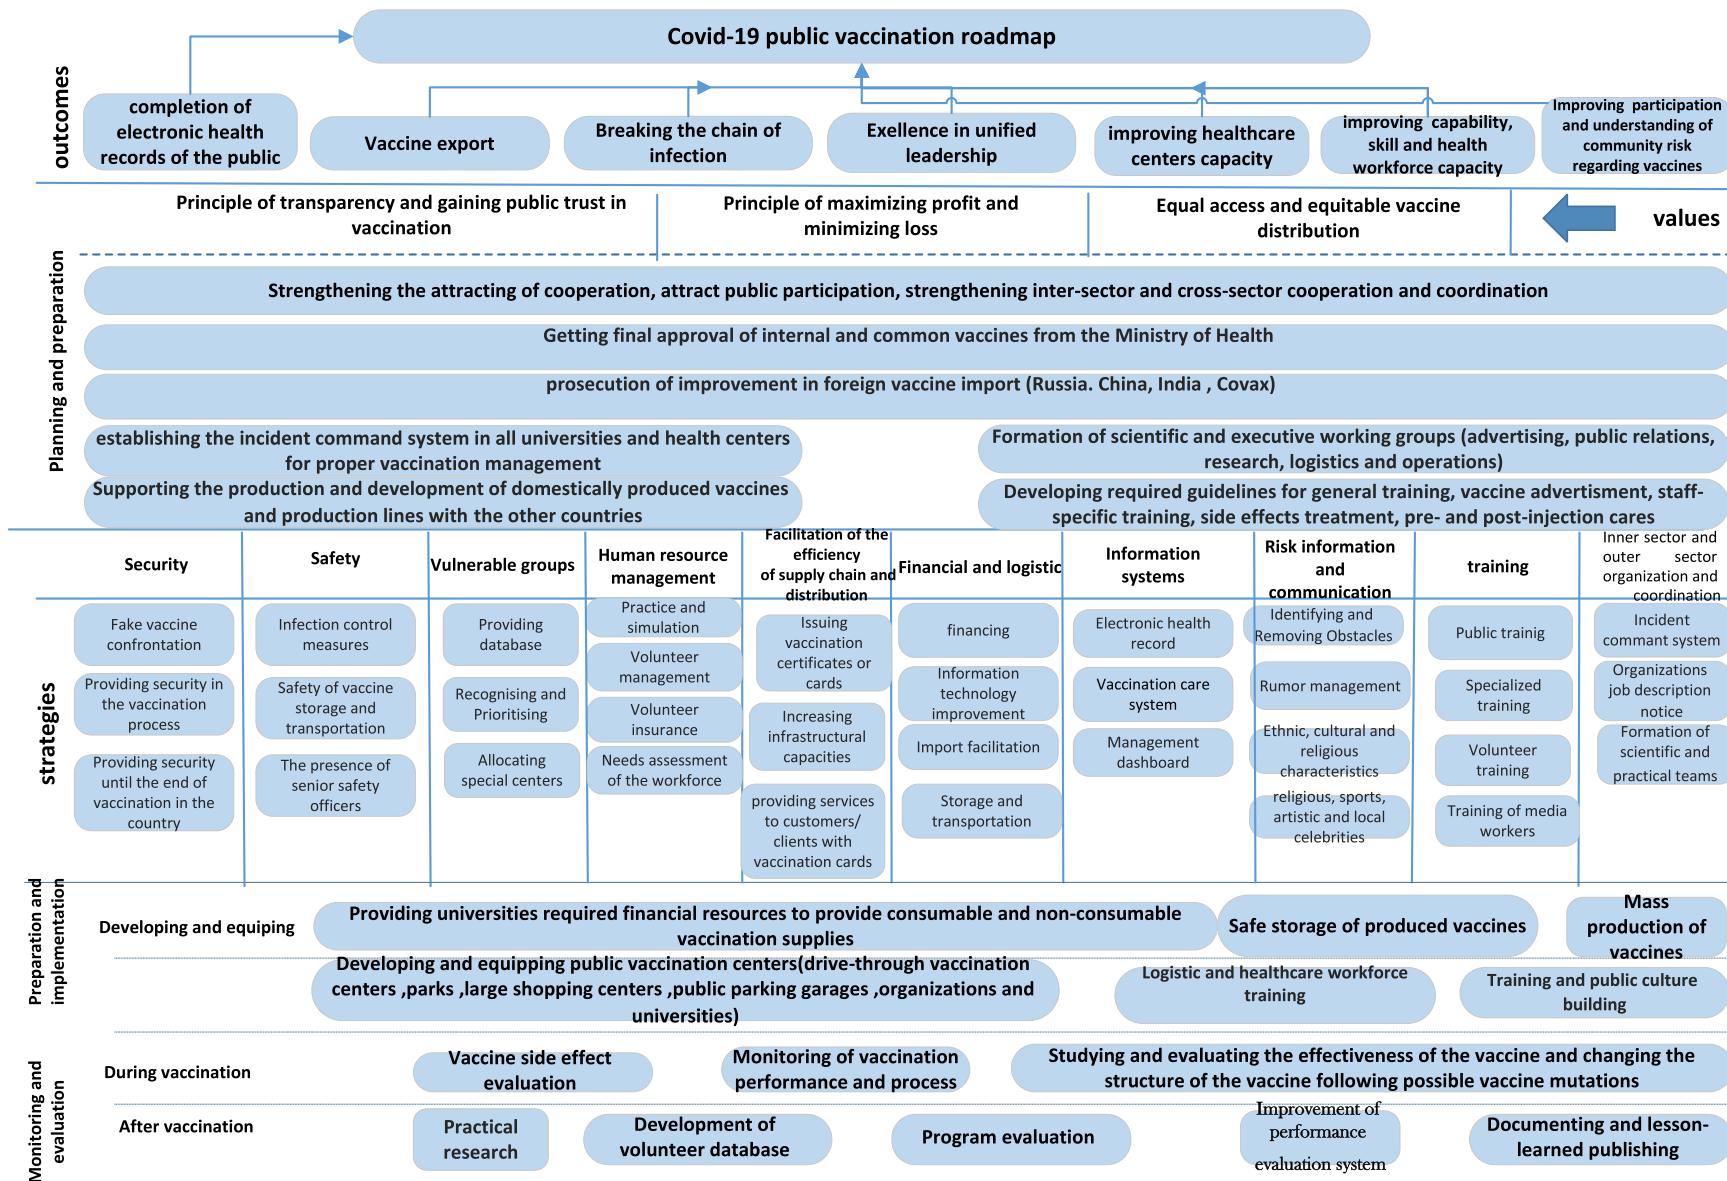 Covid-19 public vaccination roadmap
outcomes
completion of
electronic health
records of the public
Vaccine export
Breaking the chain of
infection
Exellence in unified
leadership
improving healthcare
centers capacity
improving capability,
skill and health
workforce capacity
Improving participation
and understanding of
community risk
regarding vaccines
Principle of transparency and gaining public trust in
vaccination
Principle of maximizing profit and
minimizing loss
Equal access and equitable vaccine
distribution
values
Planning and preparation
Strengthening the attracting of cooperation, attract public participation, strengthening inter-sector and cross-sector cooperation and coordination
Getting final approval of internal and common vaccines from the Ministry of Health
prosecution of improvement in foreign vaccine import (Russia. China, India , Covax)
establishing the incident command system in all universities and health centers
for proper vaccination management
Formation of scientific and executive working groups (advertising, public relations,
research, logistics and operations)
Supporting the production and development of domestically produced vaccines
and production lines with the other countries
Developing required guidelines for general training, vaccine advertisment, staff-
specific training, side effects treatment, pre- and post-injection cares
strategies
Security
Fake vaccine
confrontation
Providing security in
the vaccination
process
Providing security
until the end of
vaccination in the
country
Safety
Infection control
measures
Safety of vaccine
storage and
transportation
The presence of
senior safety
officers
Vulnerable groups
Providing
database
Recognising and
Prioritising
Allocating
special centers
Human resource
management
Practice and
simulation
Volunteer
management
Volunteer
insurance
Needs assessment
of the workforce
Facilitation of the
efficiency
of supply chain and
distribution
Issuing
vaccination
certificates or
cards
Increasing
infrastructural
capacities
providing services
to customers/
clients with
vaccination cards
Financial and logistic
financing
Information
technology
improvement
Import facilitation
Storage and
transportation
Information
systems
Electronic health
record
Vaccination care
system
Management
dashboard
Risk information
and
communication
Identifying and
Removing Obstacles
Rumor management
Ethnic, cultural and
religious
characteristics
religious, sports,
artistic and local
celebrities
training
Public trainig
Specialized
training
Volunteer
training
Training of media
workers
Inner sector and
outer sector
organization and
coordination
Incident
commant system
Organizations
job description
notice
Formation of
scientific and
practical teams
Preparation and
implementation
Developing and equiping
Providing universities required financial resources to provide consumable and non-consumable
vaccination supplies
Safe storage of produced vaccines
Mass
production of
vaccines
Developing and equipping public vaccination centers(drive-through vaccination
centers ,parks ,large shopping centers ,public parking garages ,organizations and
universities)
Logistic and healthcare workforce
training
Training and public culture
building
Monitoring and
evaluation
During vaccination
Vaccine side effect
evaluation
Monitoring of vaccination
performance and process
Studying and evaluating the effectiveness of the vaccine and changing the
structure of the vaccine following possible vaccine mutations
After vaccination
Practical
research
Development of
volunteer database
Program evaluation
Improvement of
performance
evaluation system
Documenting and lesson-
learned publishing